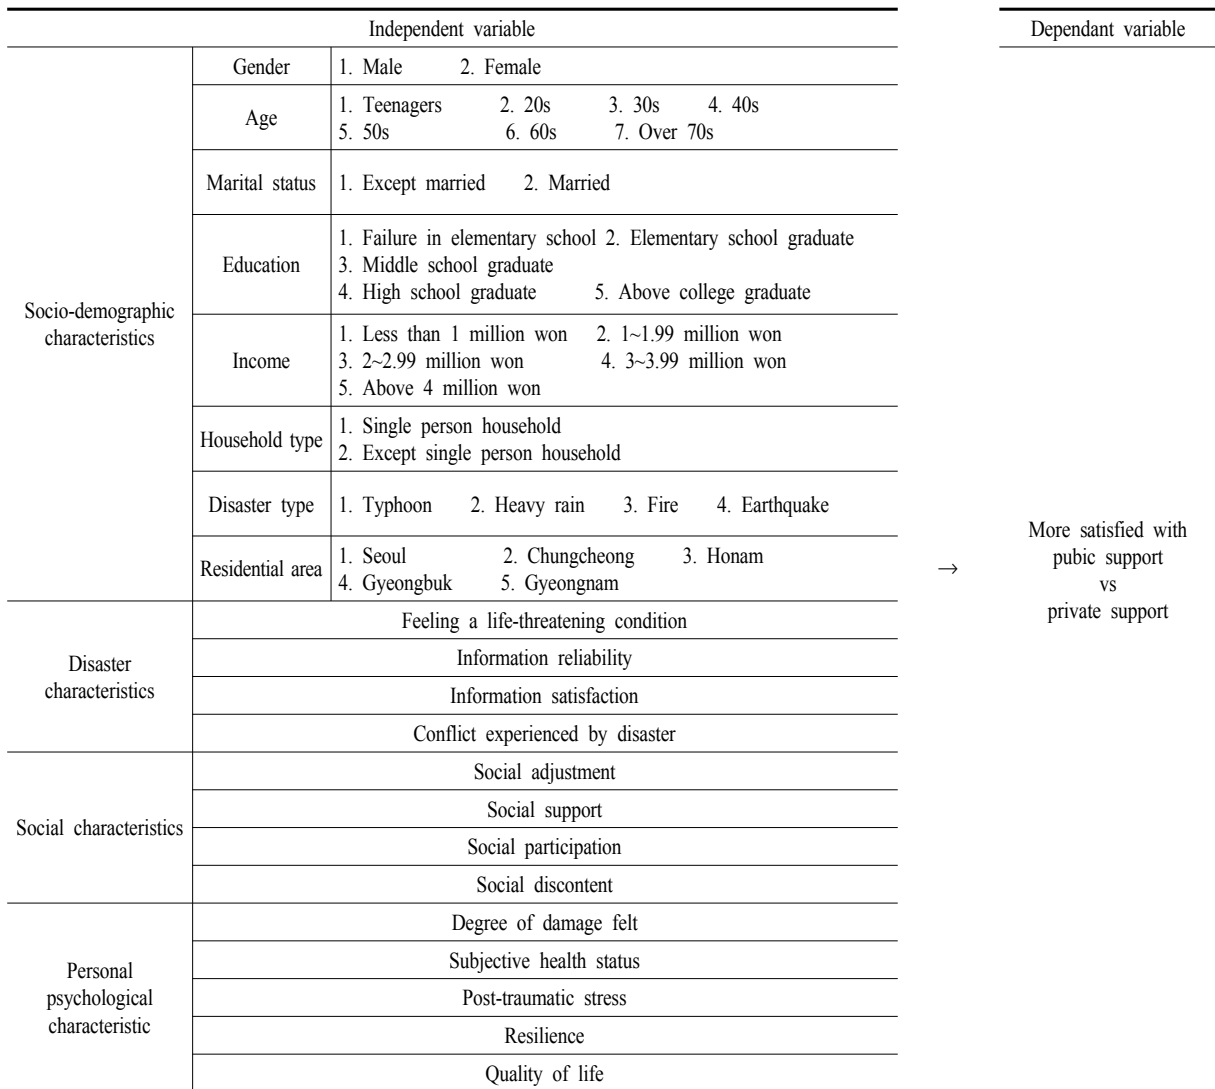 Independent variable
Dependant variable
Socio-demographic
characteristics
Gender
1. Male 2. Female
Age
1. Teenagers 2. 20s 3. 30s 4. 40s
5. 50s 6. 60s 7. Over 70s
Marital status
1. Except married 2. Married
Education
1. Failure in elementary school 2. Elementary school graduate
3. Middle school graduate
4. High school graduate 5. Above college graduate
Income
1. Less than 1 million won 2. 1~1.99 million won
3. 2~2.99 million won 4. 3~3.99 million won
5. Above 4 million won
Household type
1. Single person household
2. Except single person household
Disaster type
1. Typhoon 2. Heavy rain 3. Fire 4. Earthquake
Residential area
1. Seoul 2. Chungcheong 3. Honam
4. Gyeongbuk 5. Gyeongnam
Disaster
characteristics
Feeling a life-threatening condition
Information reliability
Information satisfaction
Conflict experienced by disaster
Social characteristics
Social adjustment
Social support
Social participation
Social discontent
Personal
psychological
characteristic
Degree of damage felt
Subjective health status
Post-traumatic stress
Resilience
Quality of life
→
More satisfied with
pubic support
vs
private support